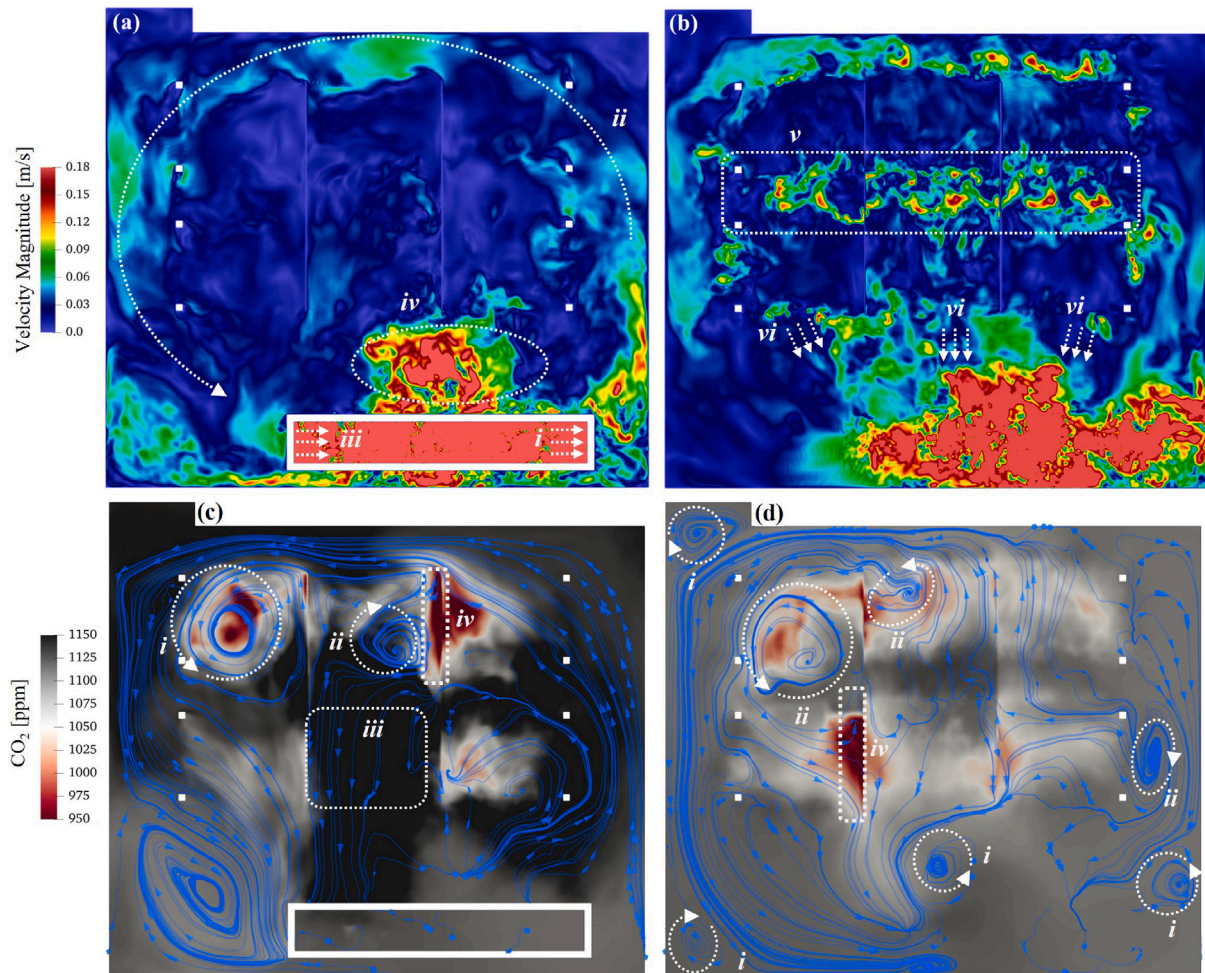 (a)
(b)
ii
v
Velocity Magnitude [m/s]
0.18
0.15
0.12
0.09
0.06
0.03
0.0
iv
vi
vi
vi
iii
i
(c)
(d)
i
i
ii
iv
ii
ii
iii
iv
ii
CO₂ [ppm]
1150
1125
1100
1075
1050
1025
1000
975
950
i
i
i